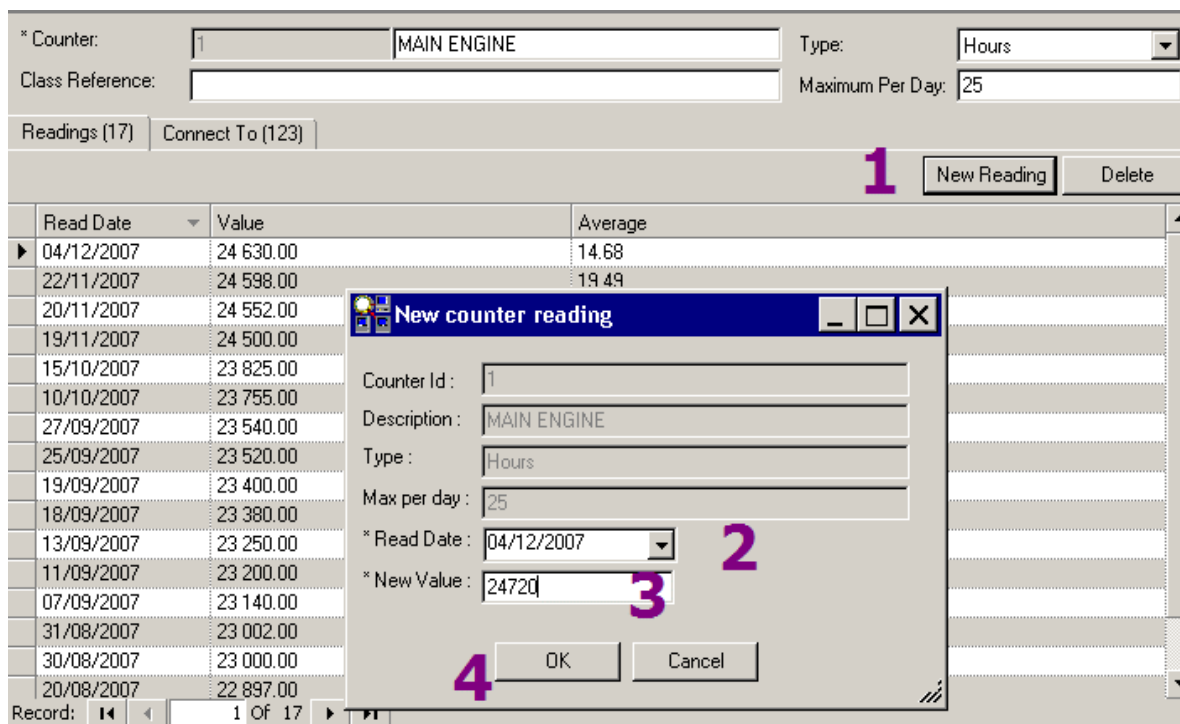 * Counter: 1 MAIN ENGINE Type: Hours
Class Reference: Maximum Per Day: 25
Readings (17) Connect To (123)
1 New Reading Delete
Read Date Value Average
04/12/2007 24 630.00 14.68
22/11/2007 24 598.00 19.49
20/11/2007 24 552.00
19/11/2007 24 500.00
15/10/2007 23 825.00
10/10/2007 23 755.00
27/09/2007 23 540.00
25/09/2007 23 520.00
19/09/2007 23 400.00
18/09/2007 23 380.00
13/09/2007 23 250.00
11/09/2007 23 200.00
07/09/2007 23 140.00
31/08/2007 23 002.00
30/08/2007 23 000.00
20/08/2007 22 897.00
Record: 1 Of 17
New counter reading
Counter Id : 1
Description : MAIN ENGINE
Type : Hours
Max per day : 25
* Read Date : 04/12/2007 2
* New Value : 24720 3
4 OK Cancel